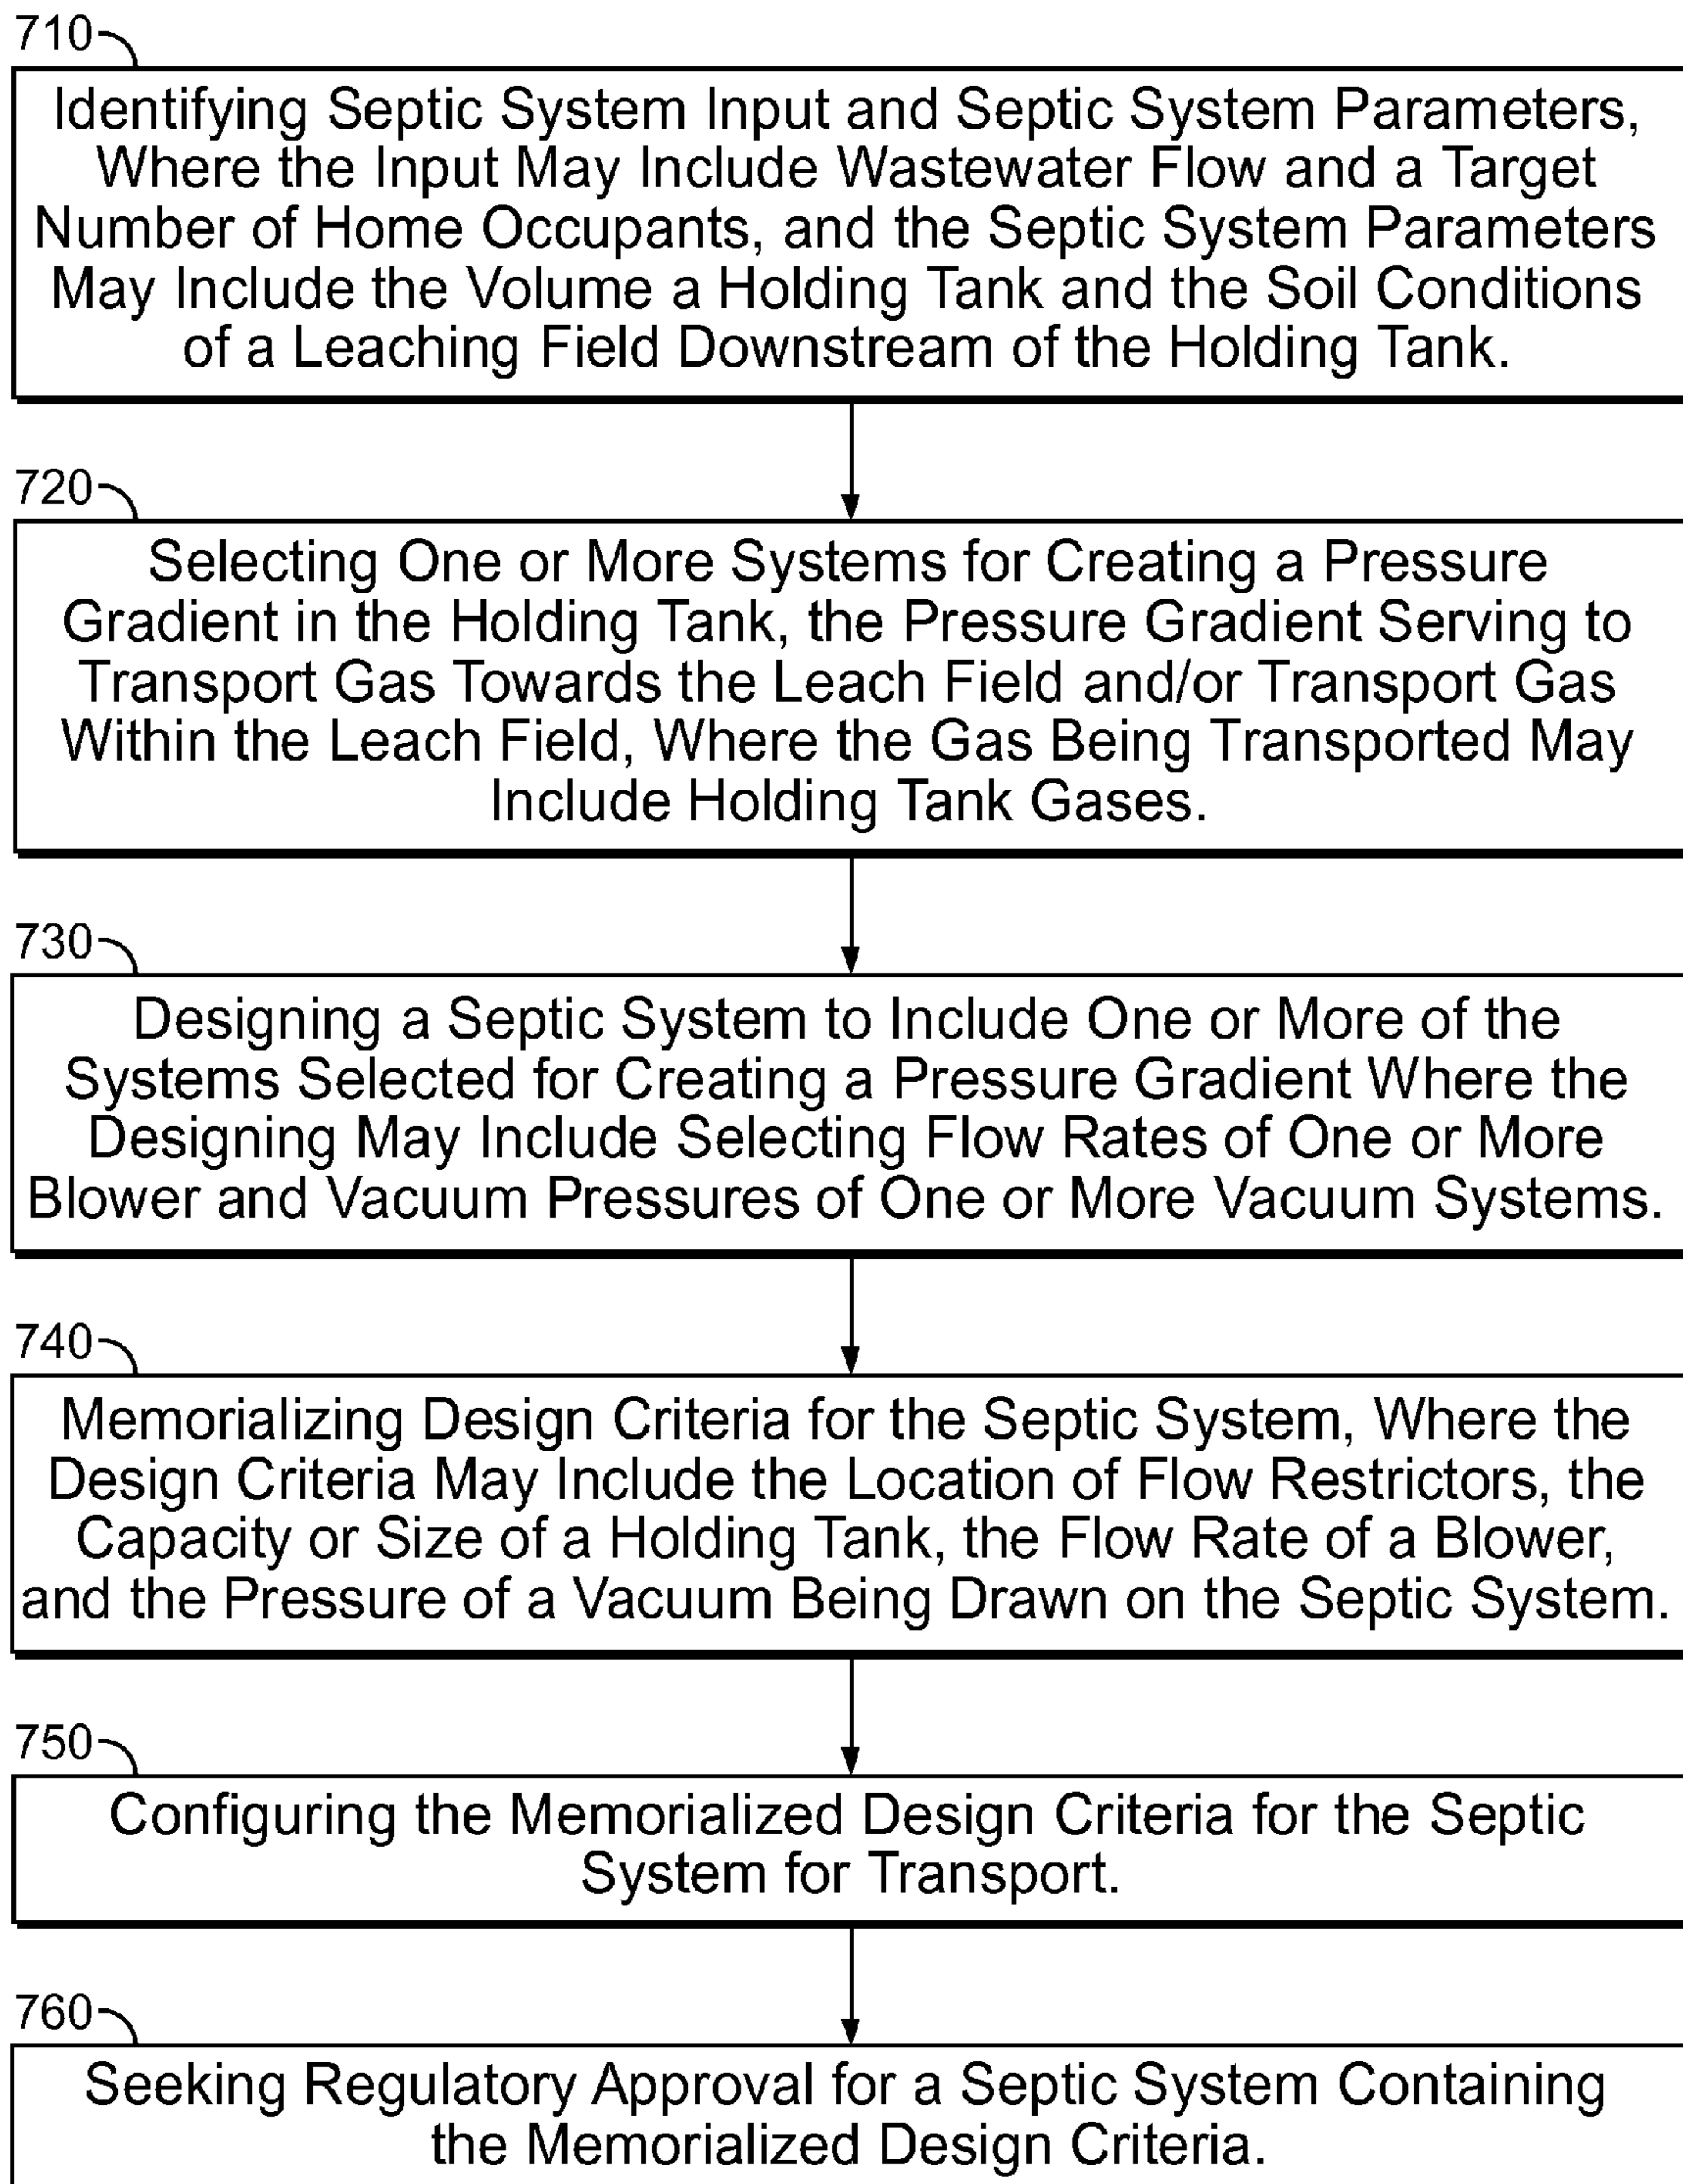 710
Identifying Septic System Input and Septic System Parameters,
Where the Input May Include Wastewater Flow and a Target
Number of Home Occupants, and the Septic System Parameters
May Include the Volume a Holding Tank and the Soil Conditions
of a Leaching Field Downstream of the Holding Tank.
720
Selecting One or More Systems for Creating a Pressure
Gradient in the Holding Tank, the Pressure Gradient Serving to
Transport Gas Towards the Leach Field and/or Transport Gas
Within the Leach Field, Where the Gas Being Transported May
Include Holding Tank Gases.
730
Designing a Septic System to Include One or More of the
Systems Selected for Creating a Pressure Gradient Where the
Designing May Include Selecting Flow Rates of One or More
Blower and Vacuum Pressures of One or More Vacuum Systems.
740
Memorializing Design Criteria for the Septic System, Where the
Design Criteria May Include the Location of Flow Restrictors, the
Capacity or Size of a Holding Tank, the Flow Rate of a Blower,
and the Pressure of a Vacuum Being Drawn on the Septic System.
750
Configuring the Memorialized Design Criteria for the Septic
System for Transport.
760
Seeking Regulatory Approval for a Septic System Containing
the Memorialized Design Criteria.